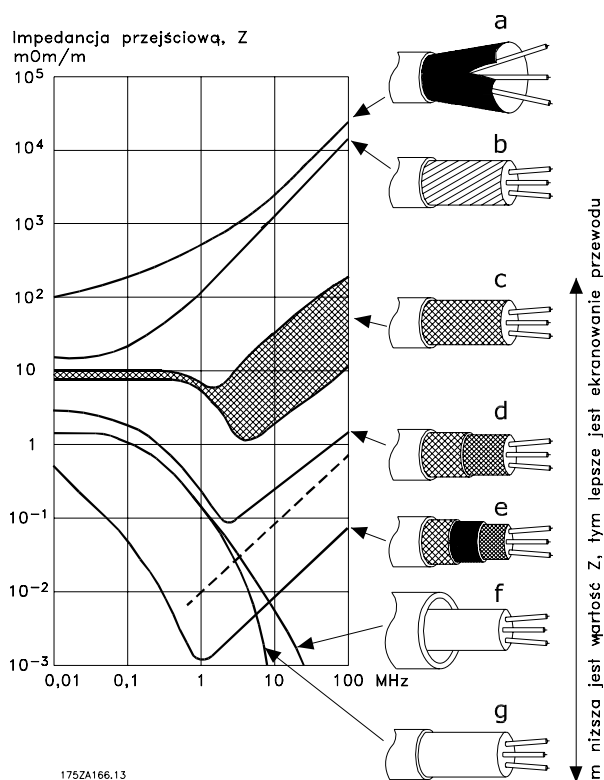 Impedancja przejściową, Z
mOm/m
10⁵
10⁴
10³
10²
10
1
10⁻¹
10⁻²
10⁻³
0,01 0,1 1 10 100 MHz
a
b
c
d
e
f
g
m niższa jest wartość Z, tym lepsze jest ekranowanie przewodu
175ZA166.13